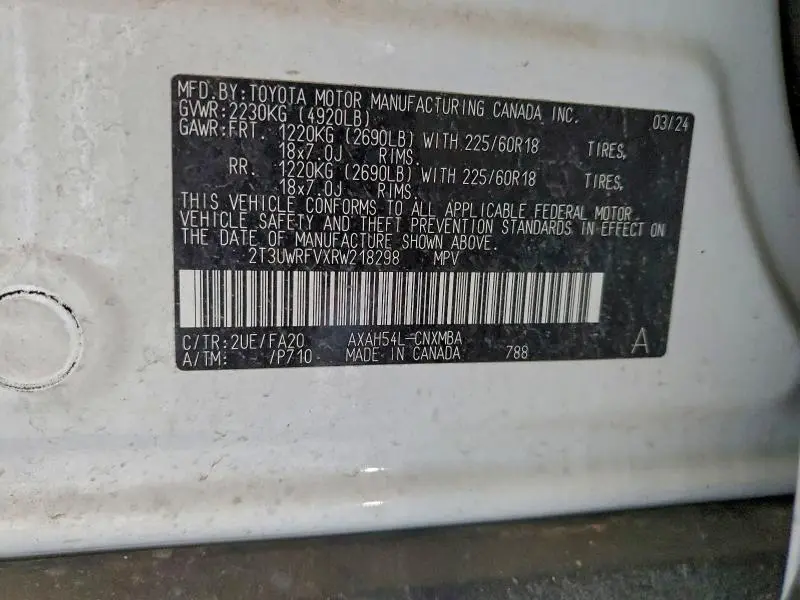 MFD.BY:TOYOTA MOTOR MANUFACTURING CANADA INC. 03/24
GVWR:2230KG (4920LB)
GAWR:FRT. 1220KG (2690LB) WITH 225/60R18 TIRES,
18x7.0J RIMS.
RR. 1220KG (2690LB) WITH 225/60R18 TIRES,
18x7.0J RIMS.
THIS VEHICLE CONFORMS TO ALL APPLICABLE FEDERAL MOTOR
VEHICLE SAFETY AND THEFT PREVENTION STANDARDS IN EFFECT ON
THE DATE OF MANUFACTURE SHOWN ABOVE.
2T3UWRFVXRW218298 MPV
C/TR:2UE/FA20 AXAH54L-CNXMBA A
A/TM: /P710 MADE IN CANADA 788